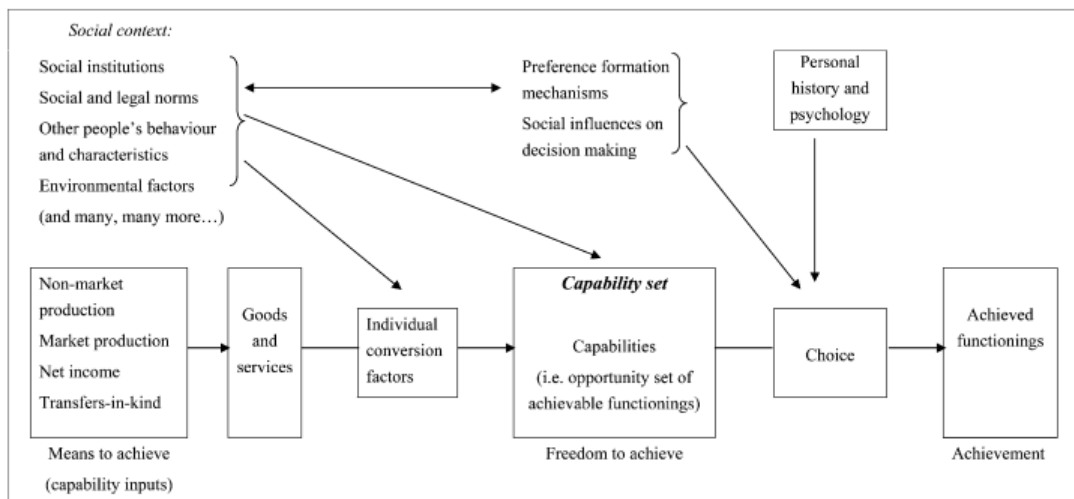 Social context:
Social institutions
Social and legal norms
Other people's behaviour
and characteristics
Environmental factors
(and many, many more…)
Preference formation
mechanisms
Social influences on
decision making
Personal
history and
psychology
Non-market
production
Market production
Net income
Transfers-in-kind
Goods
and
services
Individual
conversion
factors
Capability set
Capabilities
(i.e. opportunity set of
achievable functionings)
Choice
Achieved
functionings
Means to achieve
(capability inputs)
Freedom to achieve
Achievement